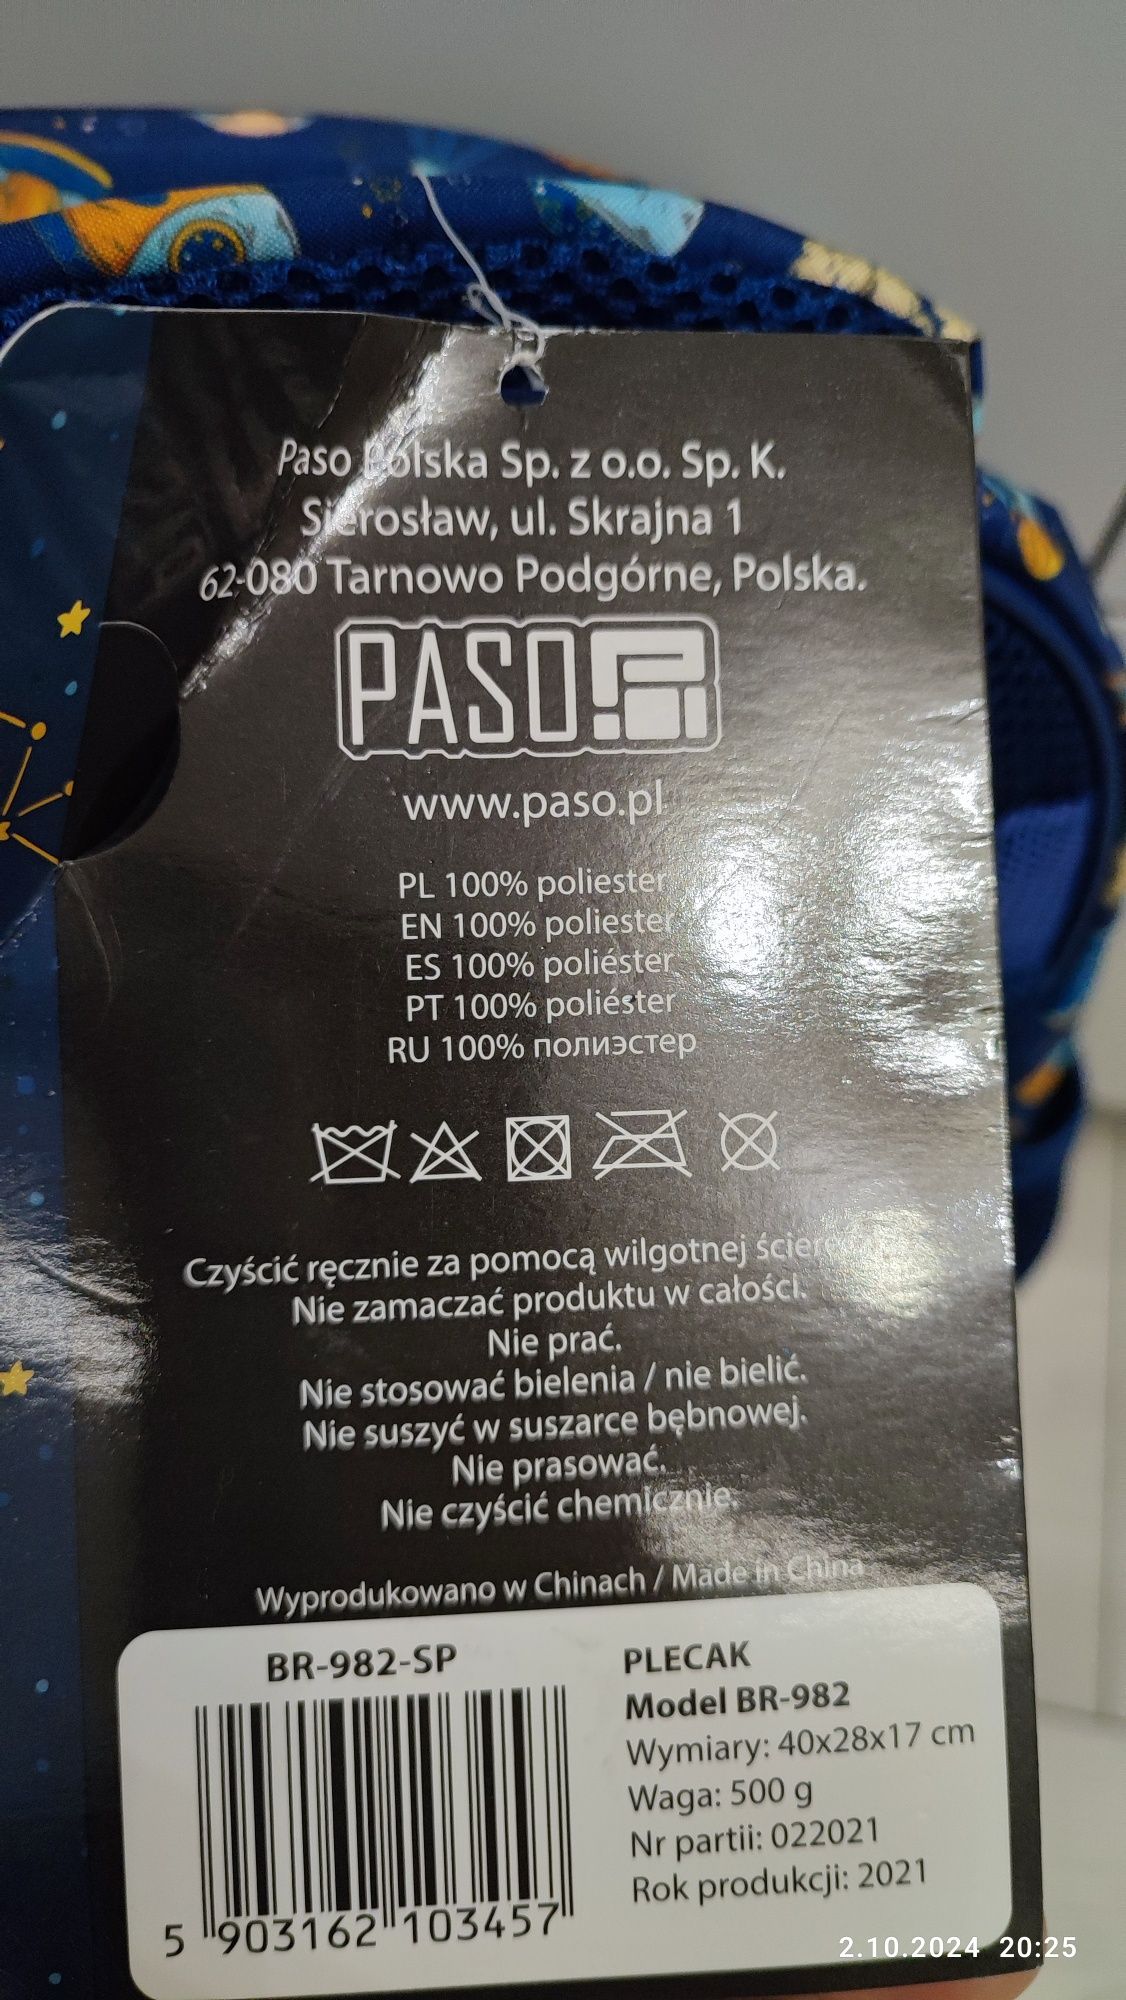 Paso Polska Sp. z o.o. Sp. K.
Sierosław, ul. Skrajna 1
62-080 Tarnowo Podgórne, Polska.
PASO
www.paso.pl
PL 100% poliester
EN 100% poliester
ES 100% poliéster
PT 100% poliéster
RU 100% полиэстер
Czyścić ręcznie za pomocą wilgotnej
Nie zamaczać produktu w całości.
Nie prać.
Nie stosować bielenia / nie bielić.
Nie suszyć w suszarce bębnowej.
Nie prasować.
Nie czyścić chemicznie.
Wyprodukowano w Chinach / Made in China
BR-982-SP
5 903162 103457
PLECAK
Model BR-982
Wymiary: 40x28x17 cm
Waga: 500 g
Nr partii: 022021
Rok produkcji: 2021
2.10.2024 20:25